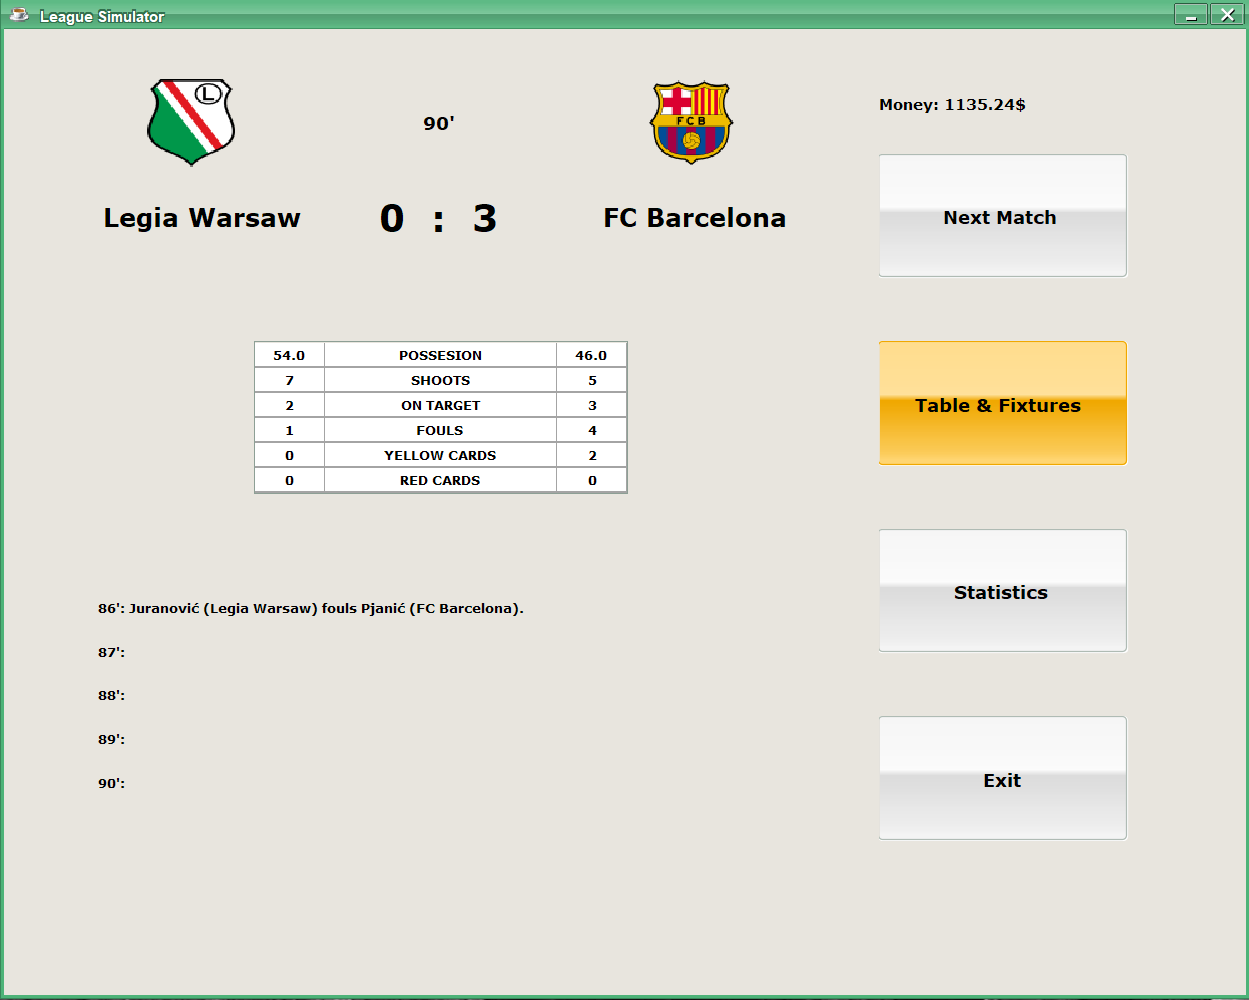 League Simulator
L
FCB
90'
Money: 1135.24$
Legia Warsaw 0 : 3 FC Barcelona
Next Match
54.0 POSSESION 46.0
7 SHOOTS 5
2 ON TARGET 3
1 FOULS 4
0 YELLOW CARDS 2
0 RED CARDS 0
Table & Fixtures
Statistics
86': Juranović (Legia Warsaw) fouls Pjanić (FC Barcelona).
87':
88':
89':
90':
Exit